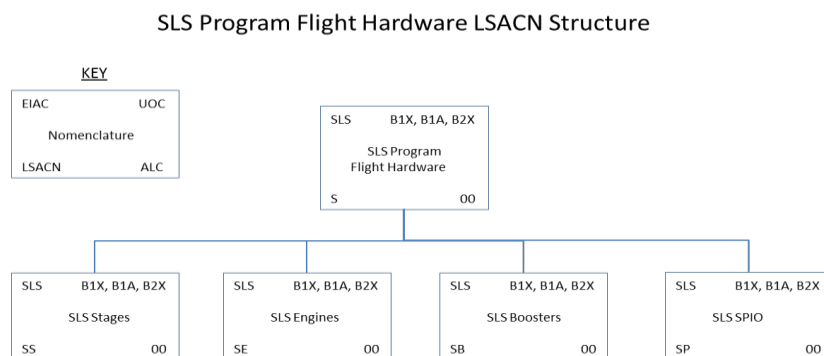 SLS Program Flight Hardware LSACN Structure
KEY
EIAC UOC
Nomenclature
LSACN ALC
SLS B1X, B1A, B2X
SLS Program
Flight Hardware
S 00
SLS B1X, B1A, B2X
SLS Stages
SS 00
SLS B1X, B1A, B2X
SLS Engines
SE 00
SLS B1X, B1A, B2X
SLS Boosters
SB 00
SLS B1X, B1A, B2X
SLS SPIO
SP 00